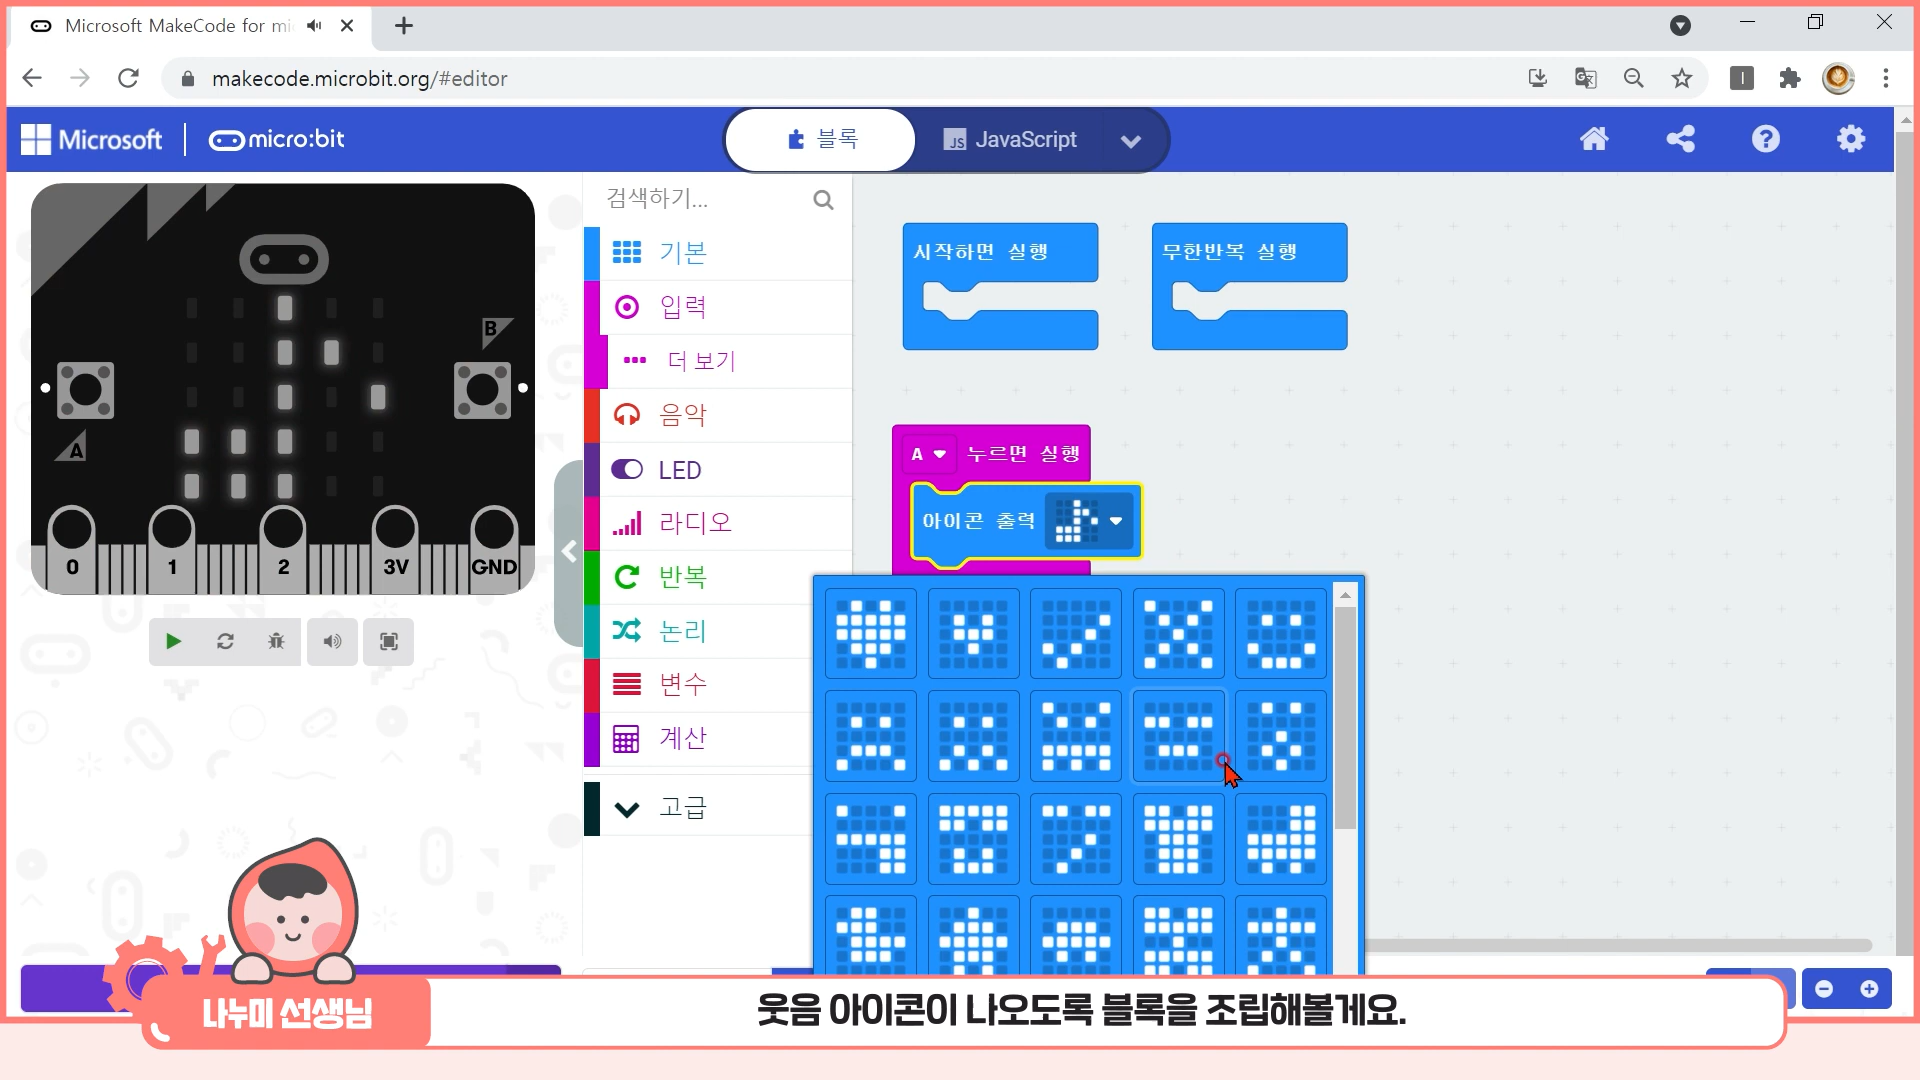 Microsoft MakeCode for mi
makecode.microbit.org/#editor
Microsoft
micro:bit
블록
JS JavaScript
검색하기...
기본
입력
더 보기
음악
LED
라디오
반복
논리
변수
계산
고급
B
A
0 1 2 3V GND
시작하면 실행
무한반복 실행
A 누르면 실행
아이콘 출력
나누미 선생님
웃음 아이콘이 나오도록 블록을 조립해볼게요.